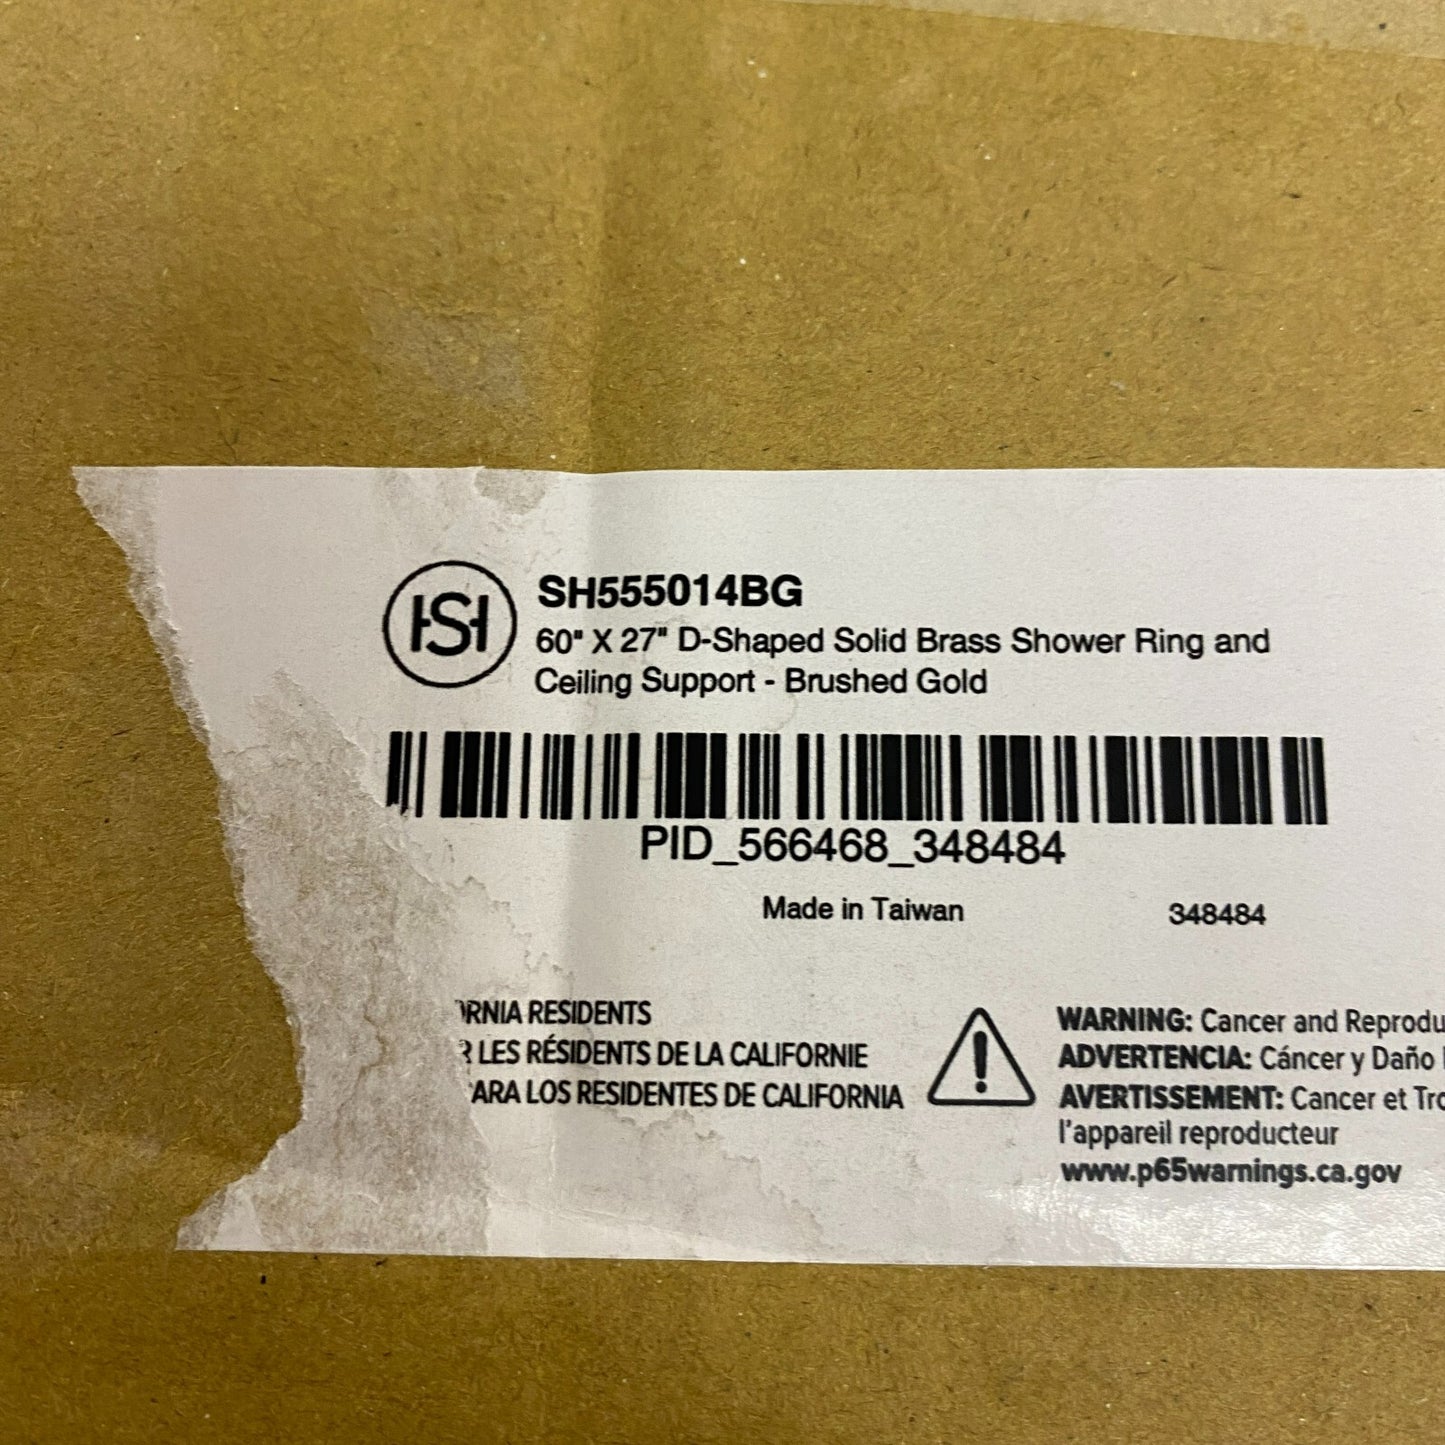 HS
SH555014BG
60" X 27" D-Shaped Solid Brass Shower Ring and
Ceiling Support - Brushed Gold
PID_566468_348484
Made in Taiwan 348484
RNIA RESIDENTS
LES RÉSIDENTS DE LA CALIFORNIE
ARA LOS RESIDENTES DE CALIFORNIA
WARNING: Cancer and Reprodu
ADVERTENCIA: Cáncer y Daño
AVERTISSEMENT: Cancer et Tro
l'appareil reproducteur
www.p65warnings.ca.gov